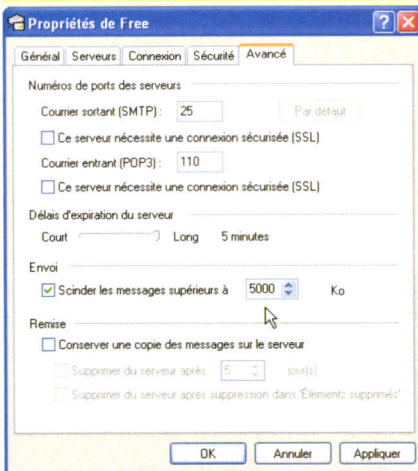 Propriétés de Free
Général Serveurs Connexion Sécurité Avancé
Numéros de ports des serveurs
Courrier sortant (SMTP) : 25 Par défaut
Ce serveur nécessite une connexion sécurisée (SSL)
Courrier entrant (POP3) : 110
Ce serveur nécessite une connexion sécurisée (SSL)
Délais d'expiration du serveur
Court Long 5 minutes
Envoi
Scinder les messages supérieurs à 5000 Ko
Remise
Conserver une copie des messages sur le serveur
Supprimer du serveur après 5 jour(s)
Supprimer du serveur après suppression dans 'Éléments supprimés'
OK Annuler Appliquer